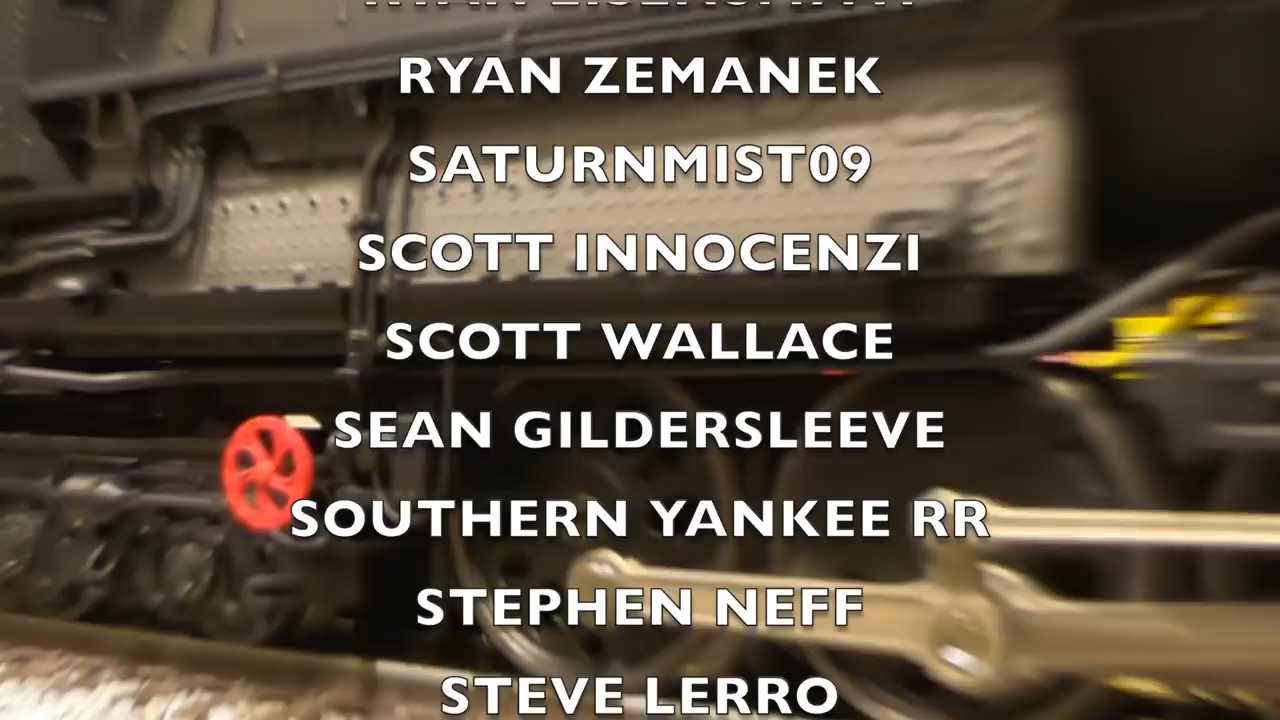 RYAN ZEMANEK
SATURNMIST09
SCOTT INNOCENZI
SCOTT WALLACE
SEAN GILDERSLEEVE
SOUTHERN YANKEE RR
STEPHEN NEFF
STEVE LERRO